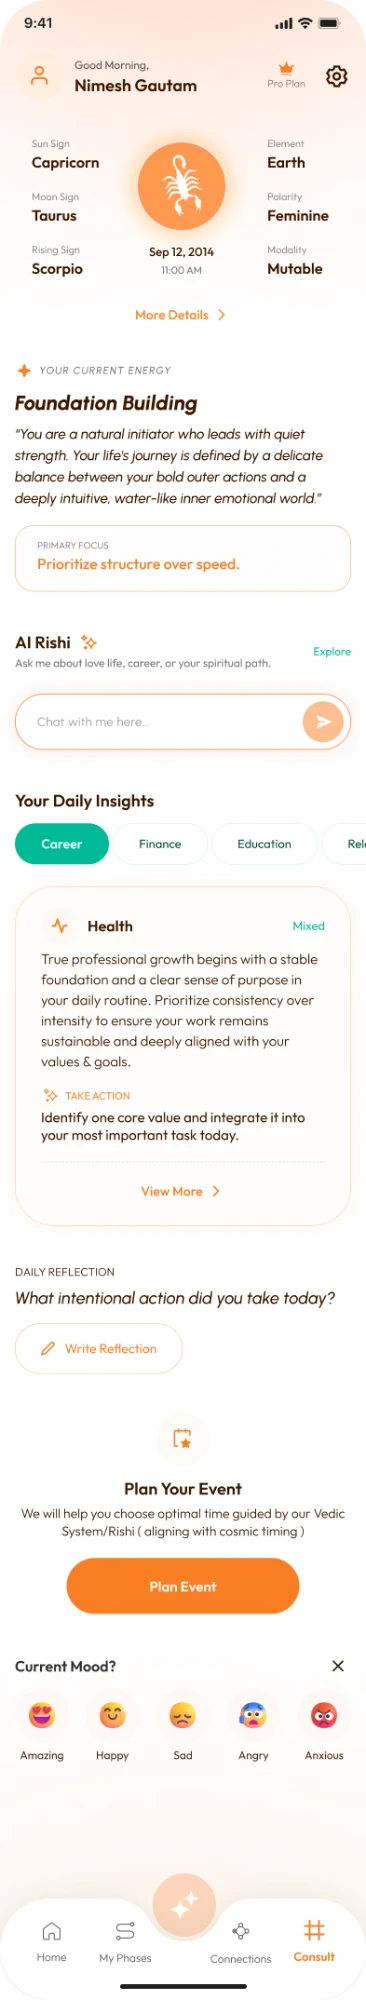 9:41
Good Morning,
Nimesh Gautam
Pro Plan
Sun Sign
Capricorn
Moon Sign
Taurus
Rising Sign
Scorpio
Sep 12, 2014
11:00 AM
Element
Earth
Polarity
Feminine
Modality
Mutable
More Details
YOUR CURRENT ENERGY
Foundation Building
"You are a natural initiator who leads with quiet
strength. Your life's journey is defined by a delicate
balance between your bold outer actions and a
deeply intuitive, water-like inner emotional world."
PRIMARY FOCUS
Prioritize structure over speed.
AI Rishi
Ask me about love life, career, or your spiritual path.
Explore
Chat with me here...
Your Daily Insights
Career
Finance
Education
Rel
Health
Mixed
True professional growth begins with a stable
foundation and a clear sense of purpose in
your daily routine. Prioritize consistency over
intensity to ensure your work remains
sustainable and deeply aligned with your
values & goals.
TAKE ACTION
Identify one core value and integrate it into
your most important task today.
View More
DAILY REFLECTION
What intentional action did you take today?
Write Reflection
Plan Your Event
We will help you choose optimal time guided by our Vedic
System/Rishi ( aligning with cosmic timing )
Plan Event
Current Mood?
Amazing
Happy
Sad
Angry
Anxious
Home
My Phases
Connections
Consult